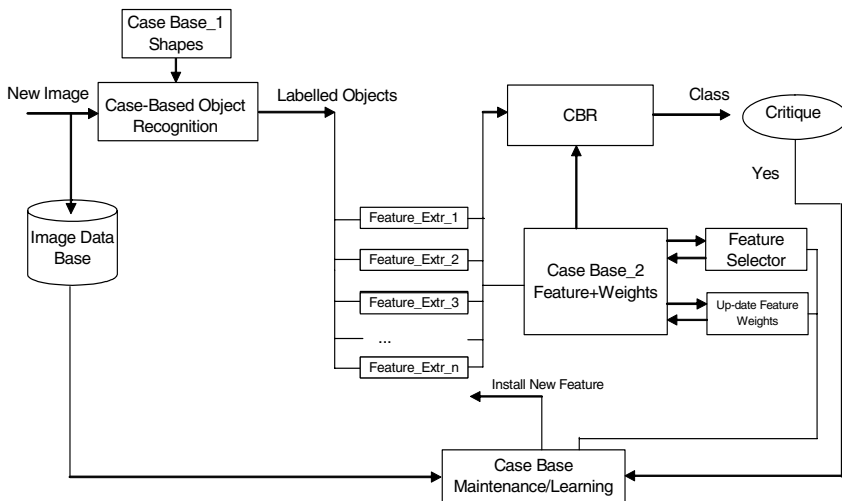 Case Base_1
Shapes
New Image
Case-Based Object
Recognition
Labelled Objects
CBR
Class
Critique
Yes
Image Data
Base
Feature_Extr_1
Feature_Extr_2
Feature_Extr_3
...
Feature_Extr_n
Case Base_2
Feature+Weights
Feature
Selector
Up-date Feature
Weights
Install New Feature
Case Base
Maintenance/Learning